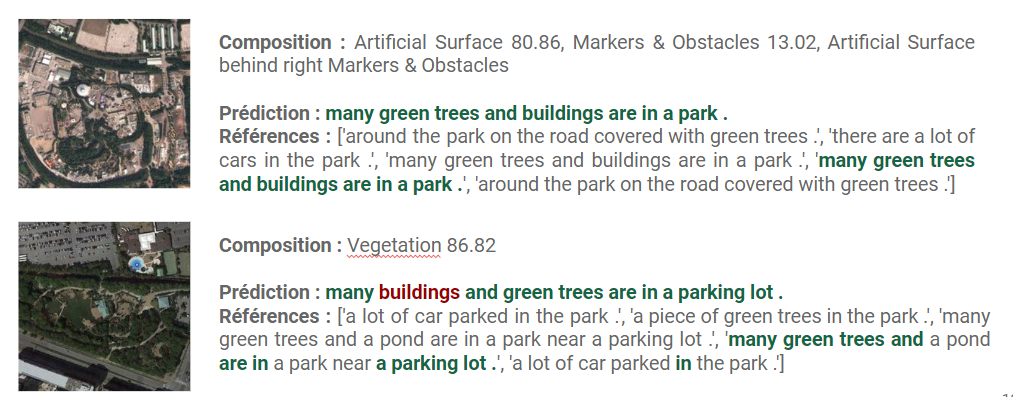 Composition : Artificial Surface 80.86, Markers & Obstacles 13.02, Artificial Surface
behind right Markers & Obstacles
Prédiction : many green trees and buildings are in a park .
Références : ['around the park on the road covered with green trees .', 'there are a lot of
cars in the park .', 'many green trees and buildings are in a park .', 'many green trees
and buildings are in a park .', 'around the park on the road covered with green trees .']
Composition : Vegetation 86.82
Prédiction : many buildings and green trees are in a parking lot .
Références : ['a lot of car parked in the park .', 'a piece of green trees in the park .', 'many
green trees and a pond are in a park near a parking lot .', 'many green trees and a pond
are in a park near a parking lot .', 'a lot of car parked in the park .']